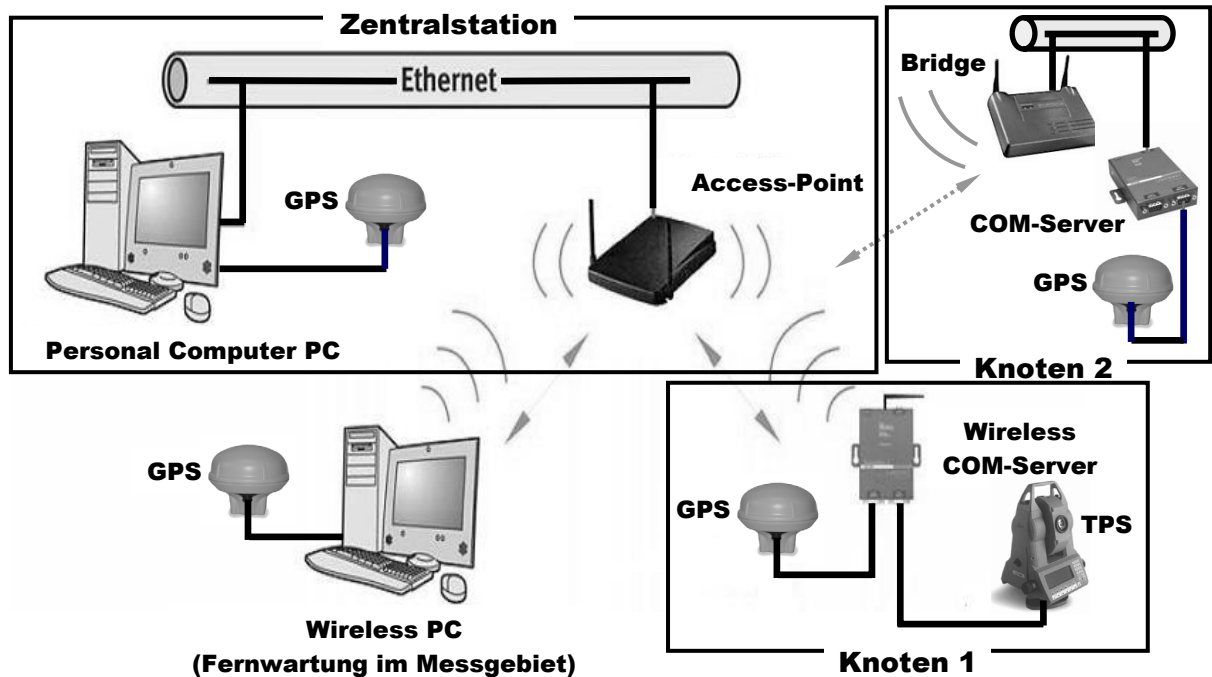 Zentralstation
Ethernet
GPS
Access-Point
Personal Computer PC
Bridge
COM-Server
GPS
Knoten 2
GPS
Wireless PC
(Fernwartung im Messgebiet)
Wireless
COM-Server
GPS
TPS
Knoten 1